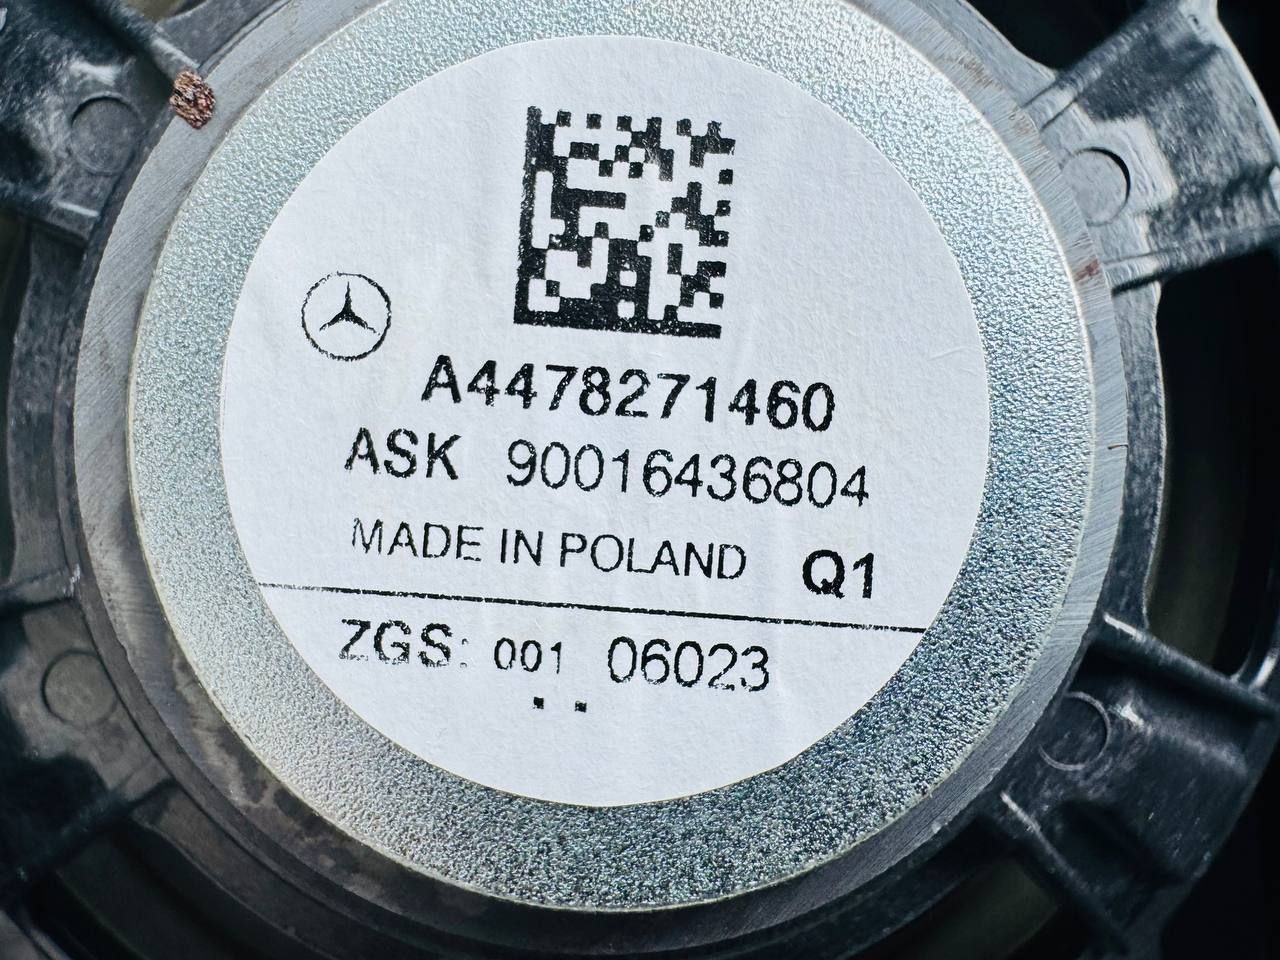 A4478271460
ASK 90016436804
MADE IN POLAND Q1
ZGS: 001 06023